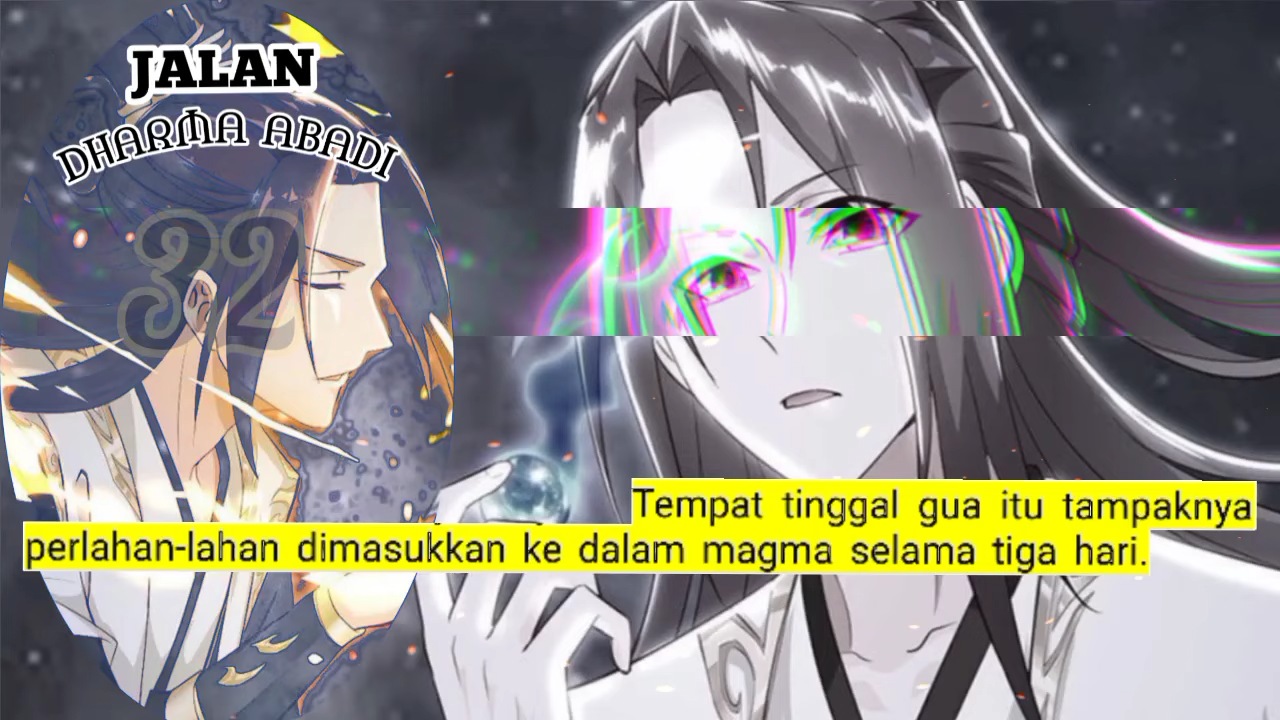 JALAN
DHARMA ABADI
32
Tempat tinggal gua itu tampaknya
perlahan-lahan dimasukkan ke dalam magma selama tiga hari.